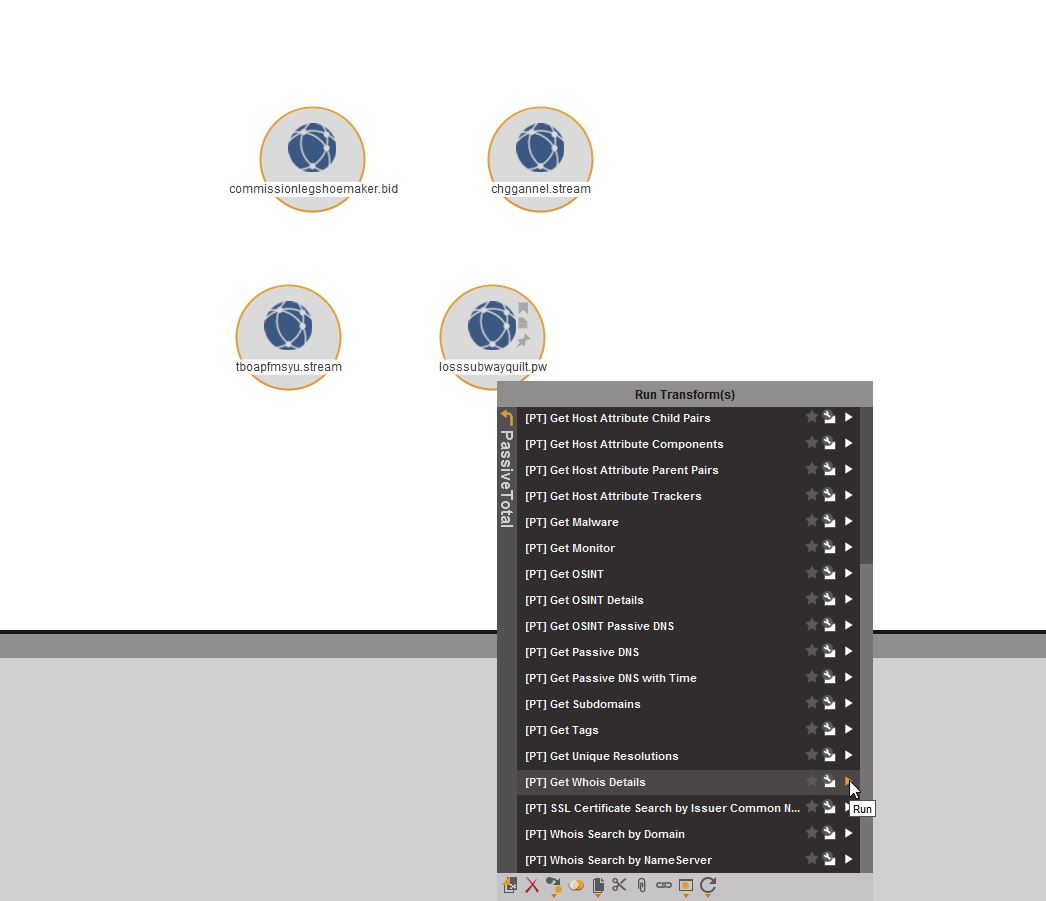 commissionlegshoemaker.bid
chggannel.stream
tboapfmsyu.stream
losssubwayquilt.pw
Run Transform(s)
PassiveTotal
[PT] Get Host Attribute Child Pairs
[PT] Get Host Attribute Components
[PT] Get Host Attribute Parent Pairs
[PT] Get Host Attribute Trackers
[PT] Get Malware
[PT] Get Monitor
[PT] Get OSINT
[PT] Get OSINT Details
[PT] Get OSINT Passive DNS
[PT] Get Passive DNS
[PT] Get Passive DNS with Time
[PT] Get Subdomains
[PT] Get Tags
[PT] Get Unique Resolutions
[PT] Get Whois Details
[PT] SSL Certificate Search by Issuer Common N...
Run
[PT] Whois Search by Domain
[PT] Whois Search by NameServer